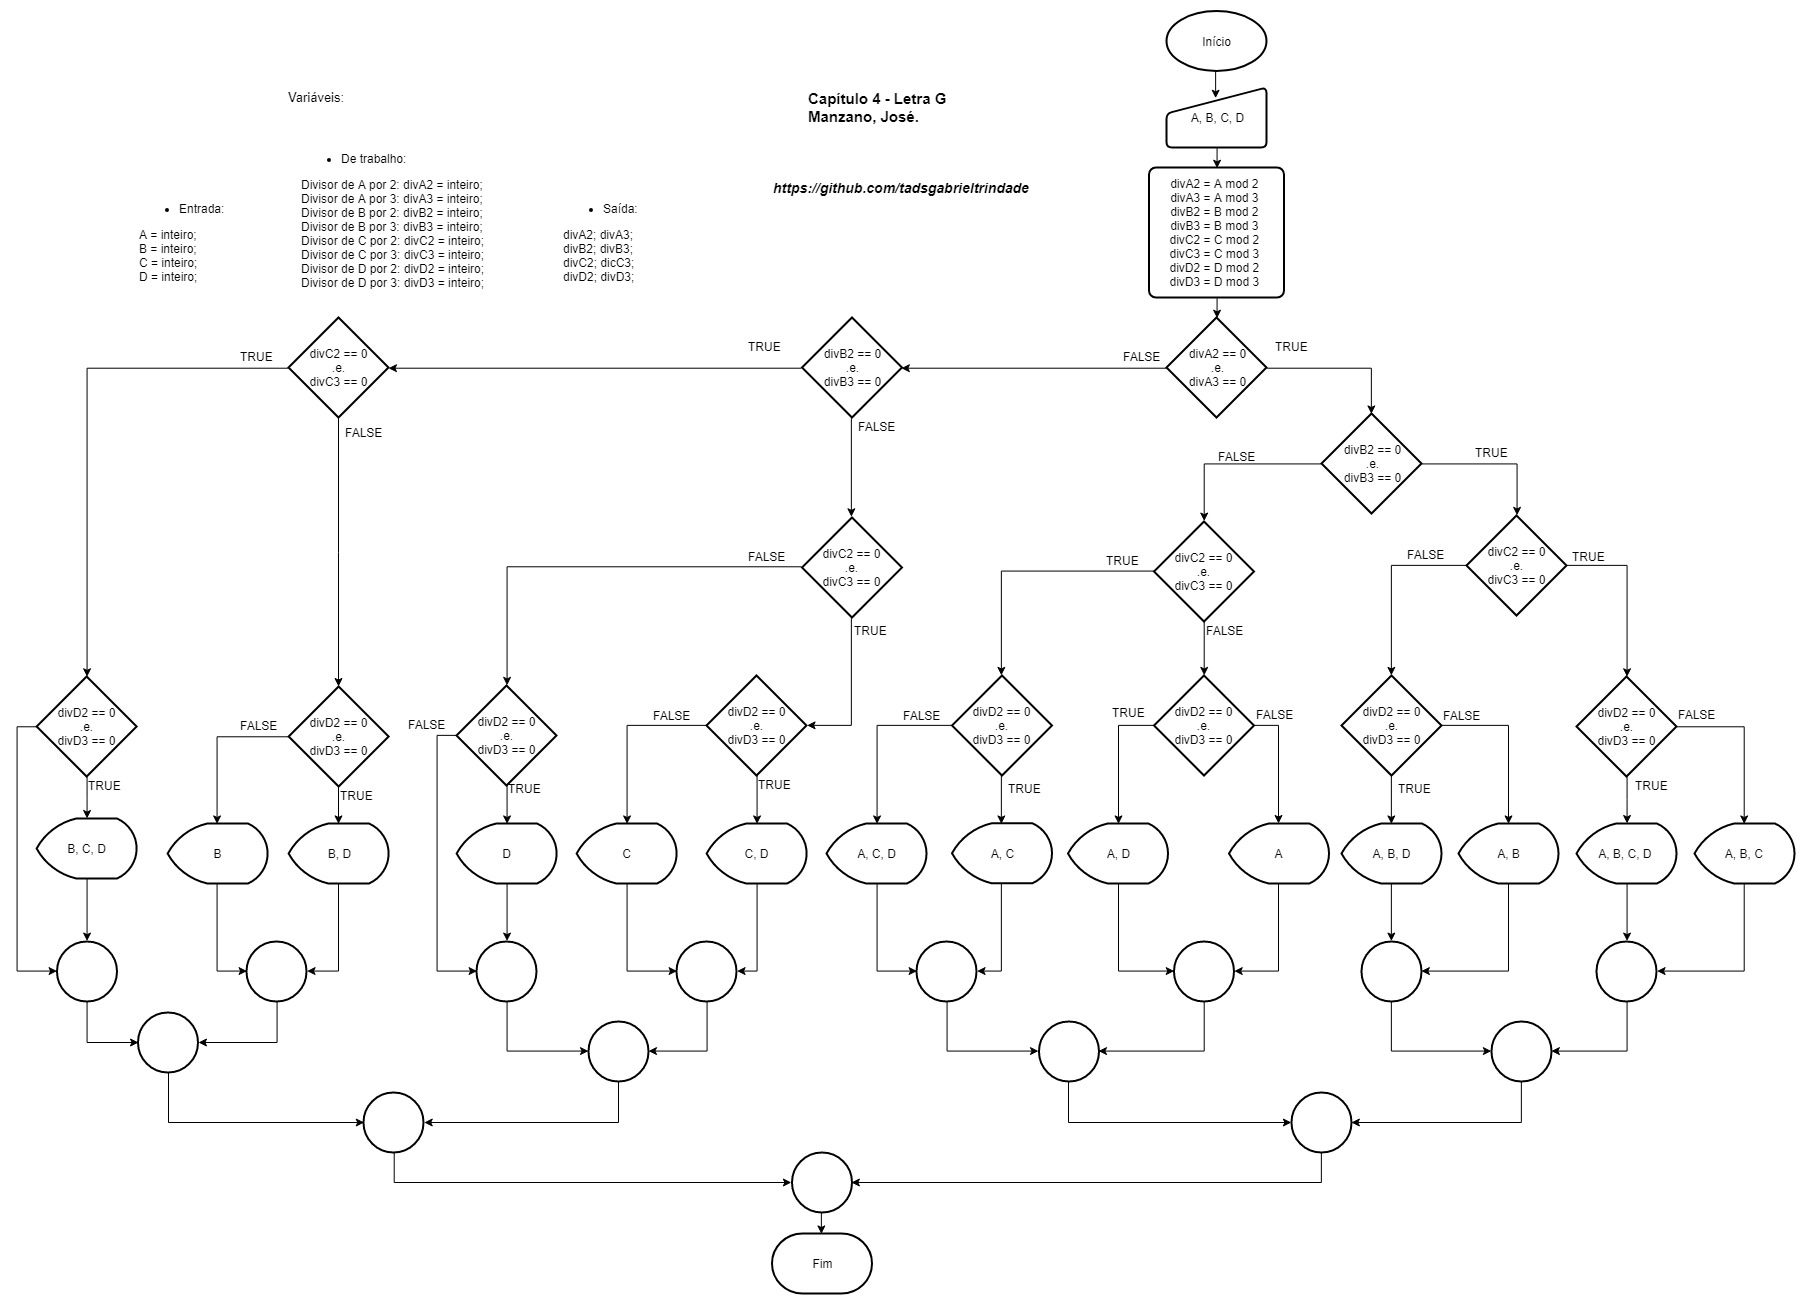 Início
Variáveis:
Capítulo 4 - Letra G
Manzano, José.
A, B, C, D
• De trabalho:
Divisor de A por 2: divA2 = inteiro;
Divisor de A por 3: divA3 = inteiro;
Divisor de B por 2: divB2 = inteiro;
Divisor de B por 3: divB3 = inteiro;
Divisor de C por 2: divC2 = inteiro;
Divisor de C por 3: divC3 = inteiro;
Divisor de D por 2: divD2 = inteiro;
Divisor de D por 3: divD3 = inteiro;
• Entrada:
A = inteiro;
B = inteiro;
C = inteiro;
D = inteiro;
• Saída:
divA2; divA3;
divB2; divB3;
divC2; dicC3;
divD2; divD3;
https://github.com/tadsgabrieltrindade
divA2 = A mod 2
divA3 = A mod 3
divB2 = B mod 2
divB3 = B mod 3
divC2 = C mod 2
divC3 = C mod 3
divD2 = D mod 2
divD3 = D mod 3
TRUE
divC2 == 0
.e.
divC3 == 0
FALSE
TRUE
divB2 == 0
.e.
divB3 == 0
FALSE
FALSE
divA2 == 0
.e.
divA3 == 0
TRUE
FALSE
divB2 == 0
.e.
divB3 == 0
TRUE
FALSE
divC2 == 0
.e.
divC3 == 0
TRUE
TRUE
divC2 == 0
.e.
divC3 == 0
FALSE
FALSE
divC2 == 0
.e.
divC3 == 0
TRUE
divD2 == 0
.e.
divD3 == 0
TRUE
FALSE
divD2 == 0
.e.
divD3 == 0
TRUE
FALSE
divD2 == 0
.e.
divD3 == 0
TRUE
FALSE
divD2 == 0
.e.
divD3 == 0
TRUE
FALSE
divD2 == 0
.e.
divD3 == 0
TRUE
TRUE
divD2 == 0
.e.
divD3 == 0
FALSE
divD2 == 0
.e.
divD3 == 0
FALSE
TRUE
divD2 == 0
.e.
divD3 == 0
FALSE
TRUE
B, C, D
B
B, D
D
C
C, D
A, C, D
A, C
A, D
A
A, B, D
A, B
A, B, C, D
A, B, C
Fim